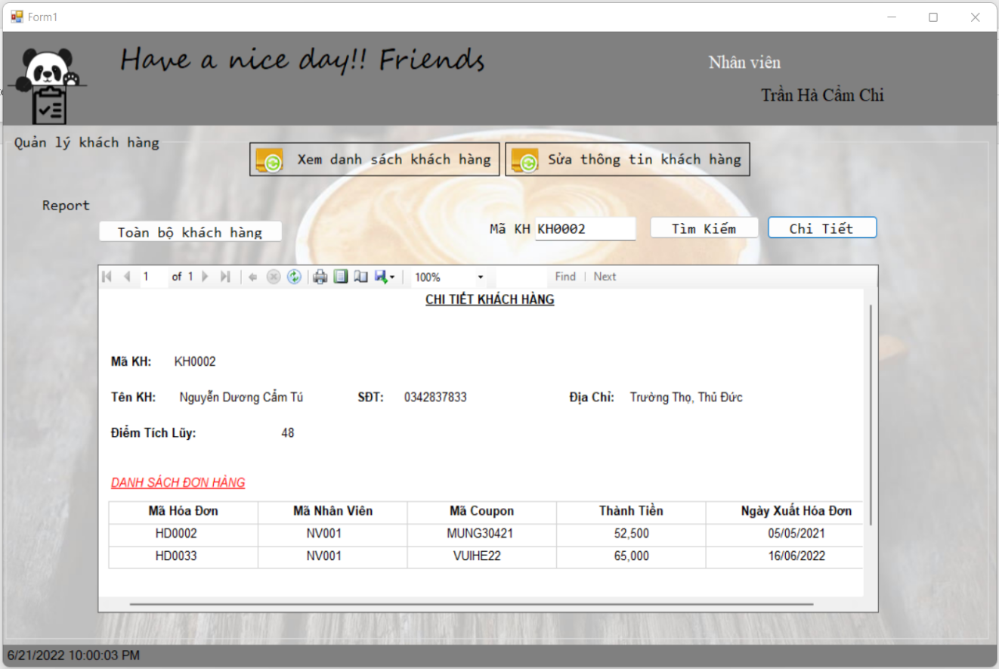 Form1
Have a nice day!! Friends
Nhân viên
Trần Hà Cẩm Chi
Quản lý khách hàng
Xem danh sách khách hàng
Sửa thông tin khách hàng
Report
Toàn bộ khách hàng
Mã KH KH0002
Tìm Kiếm
Chi Tiết
1 of 1 100% Find | Next
CHI TIẾT KHÁCH HÀNG
Mã KH: KH0002
Tên KH: Nguyễn Dương Cẩm Tú SĐT: 0342837833 Địa Chỉ: Trường Thọ, Thủ Đức
Điểm Tích Lũy: 48
DANH SÁCH ĐƠN HÀNG
Mã Hóa Đơn Mã Nhân Viên Mã Coupon Thành Tiền Ngày Xuất Hóa Đơn
HD0002 NV001 MUNG30421 52,500 05/05/2021
HD0033 NV001 VUIHE22 65,000 16/06/2022
6/21/2022 10:00:03 PM